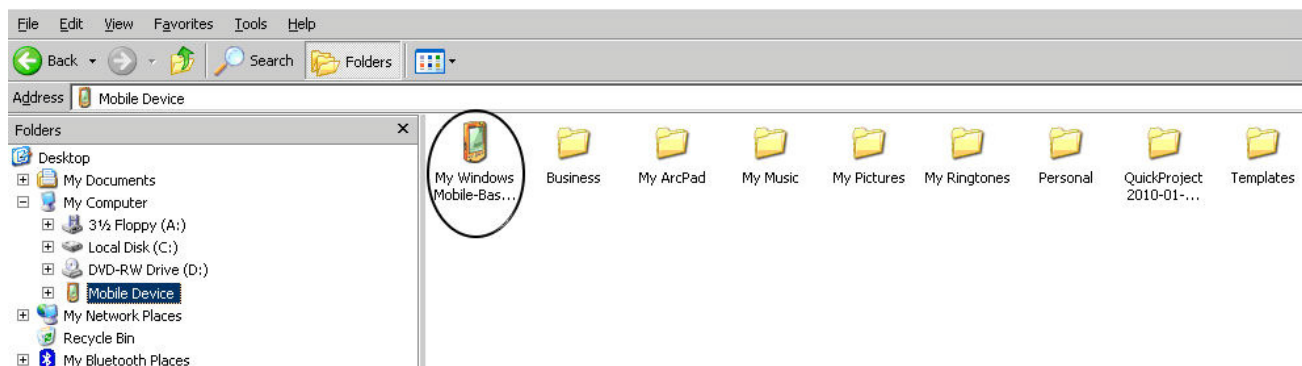 File Edit View Favorites Tools Help
Back Search Folders
Address Mobile Device
Folders
Desktop
My Documents
My Computer
3½ Floppy (A:)
Local Disk (C:)
DVD-RW Drive (D:)
Mobile Device
My Network Places
Recycle Bin
My Bluetooth Places
My Windows Mobile-Bas...
Business
My ArcPad
My Music
My Pictures
My Ringtones
Personal
QuickProject 2010-01-...
Templates